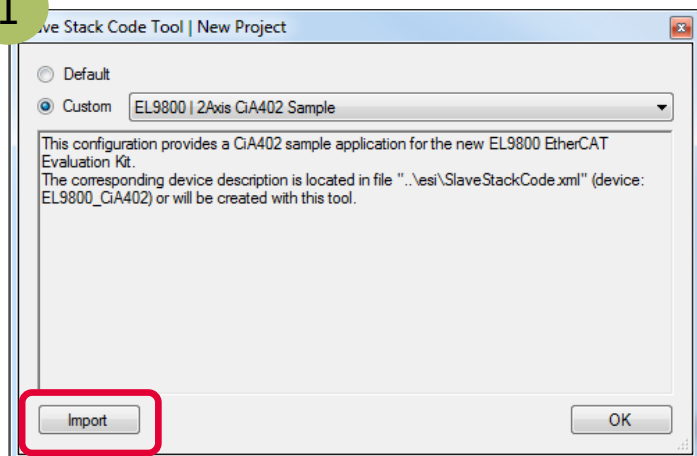 1
ve Stack Code Tool | New Project
Default
Custom EL9800 | 2Axis CiA402 Sample
This configuration provides a CiA402 sample application for the new EL9800 EtherCAT
Evaluation Kit.
The corresponding device description is located in file "..\esi\SlaveStackCode.xml" (device:
EL9800_CiA402) or will be created with this tool.
Import OK